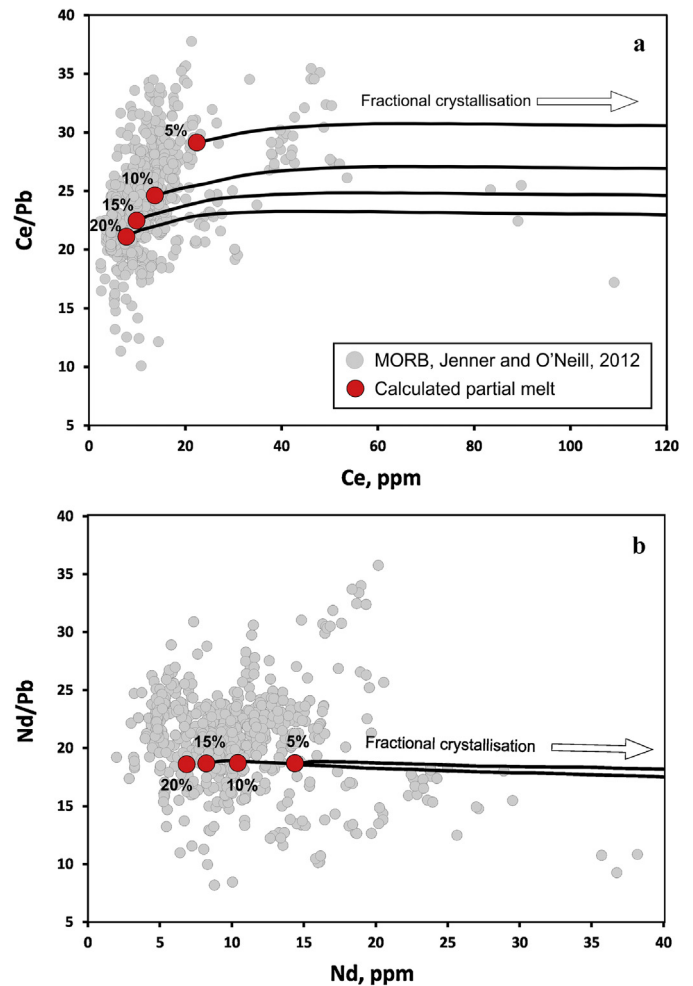 a
40
35
30
25
20
15
10
5
Ce/Pb
Fractional crystallisation
5%
10%
15%
20%
MORB, Jenner and O'Neill, 2012
Calculated partial melt
0 20 40 60 80 100 120
Ce, ppm
b
40
35
30
25
20
15
10
5
Nd/Pb
Fractional crystallisation
15% 5%
20% 10%
0 5 10 15 20 25 30 35 40
Nd, ppm